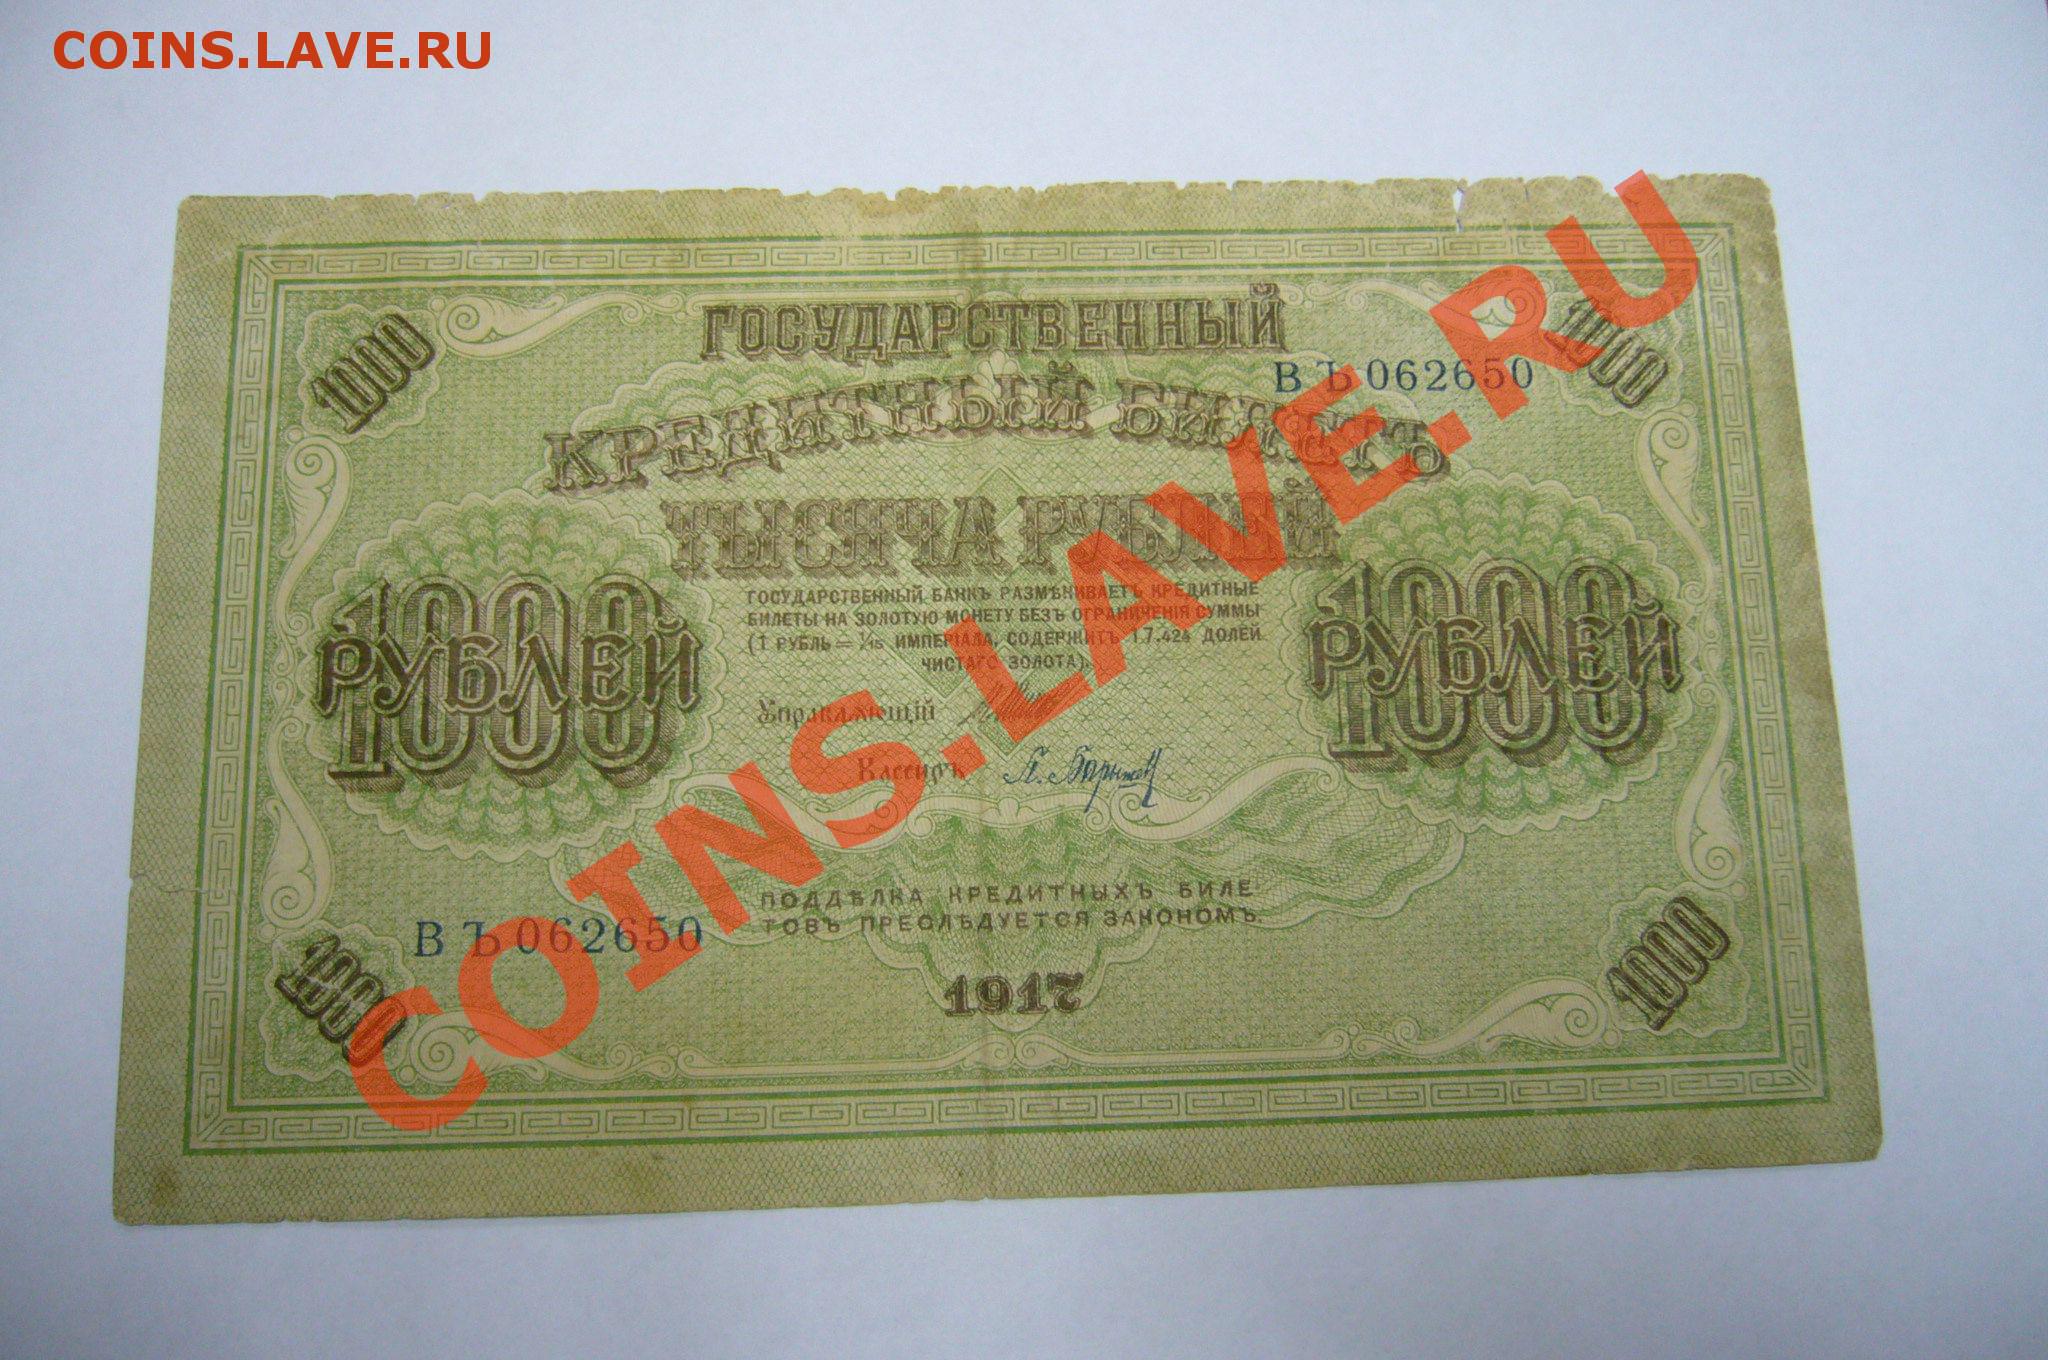 COINS.LAVE.RU
1000
ГОСУДАРСТВЕННЫЙ
1000
ВЪ 062650
КРЕДИТНЫЙ БИЛЕТЪ
ТЫСЯЧА РУБЛЕЙ
ГОСУДАРСТВЕННЫЙ БАНКЪ РАЗМѢНИВАЕТЪ КРЕДИТНЫЕ
БИЛЕТЫ НА ЗОЛОТУЮ МОНЕТУ БЕЗЪ ОГРАНИЧЕНІЯ СУММЫ
(1 РУБЛЬ = 1/15 ИМПЕРІАЛА, СОДЕРЖИТЪ 17.424 ДОЛЕЙ
ЧИСТАГО ЗОЛОТА).
1000 РУБЛЕЙ
1000 РУБЛЕЙ
Управляющій
Кассиръ
ПОДДѢЛКА КРЕДИТНЫХЪ БИЛЕ-
ТОВЪ ПРЕСЛѢДУЕТСЯ ЗАКОНОМЪ.
ВЪ 062650
1917
1000
1000
COINS.LAVE.RU